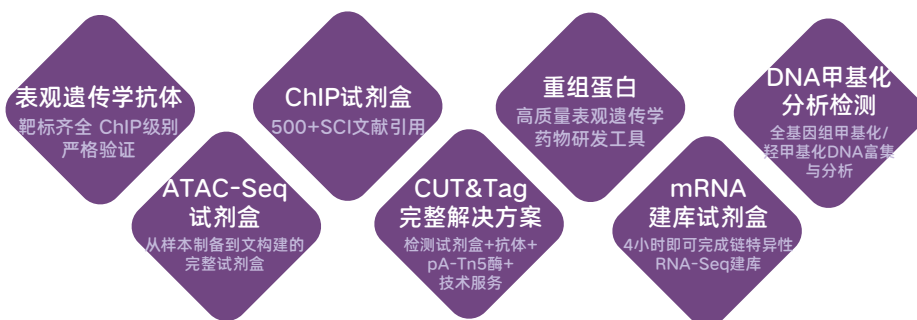 表观遗传学抗体
靶标齐全 ChIP级别
严格验证
ATAC-Seq
试剂盒
从样本制备到文构建的
完整试剂盒
ChIP试剂盒
500+SCI文献引用
CUT&Tag
完整解决方案
检测试剂盒+抗体+
pA-Tn5酶+
技术服务
重组蛋白
高质量表观遗传学
药物研发工具
mRNA
建库试剂盒
4小时即可完成链特异性
RNA-Seq建库
DNA甲基化
分析检测
全基因组甲基化/
羟甲基化DNA富集
与分析